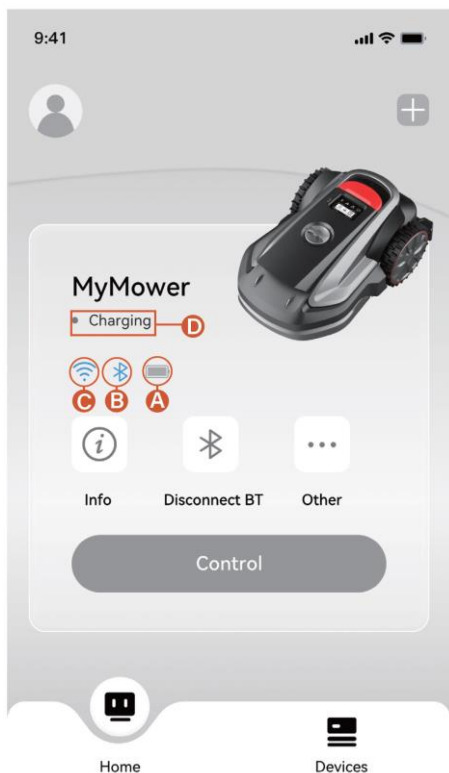 9:41
MyMower
Charging
D
C B A
Info Disconnect BT Other
Control
Home Devices